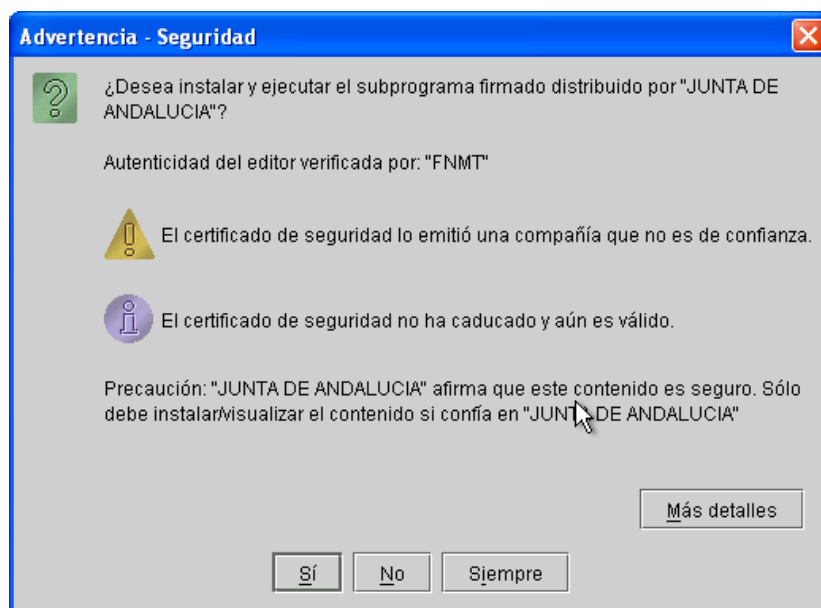 Advertencia - Seguridad
¿Desea instalar y ejecutar el subprograma firmado distribuido por "JUNTA DE
ANDALUCIA"?
Autenticidad del editor verificada por: "FNMT"
El certificado de seguridad lo emitió una compañía que no es de confianza.
El certificado de seguridad no ha caducado y aún es válido.
Precaución: "JUNTA DE ANDALUCIA" afirma que este contenido es seguro. Sólo
debe instalar/visualizar el contenido si confía en "JUNTA DE ANDALUCIA"
Más detalles
Sí No Siempre